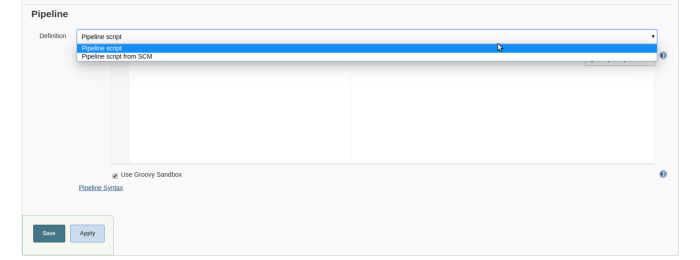 Pipeline
Definition
Pipeline script
Pipeline script
Pipeline script from SCM
Use Groovy Sandbox
Pipeline Syntax
Save
Apply